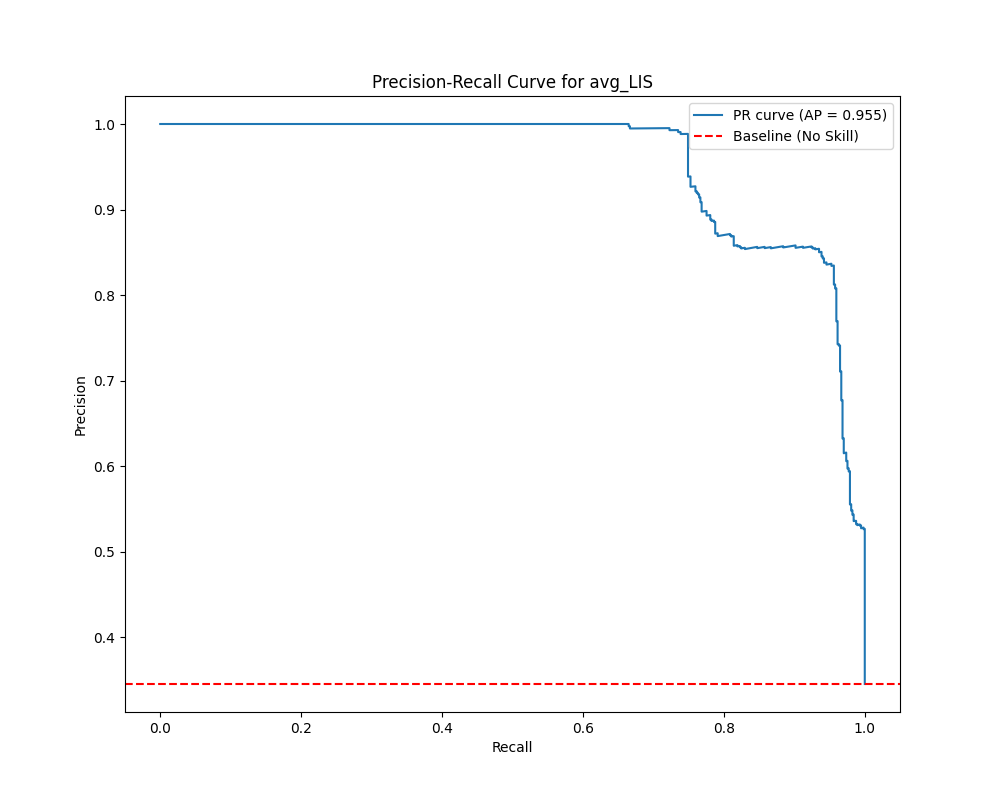 Precision-Recall Curve for avg_LIS
PR curve (AP = 0.955)
Baseline (No Skill)
1.0
0.9
0.8
0.7
0.6
0.5
0.4
Precision
0.0
0.2
0.4
0.6
0.8
1.0
Recall